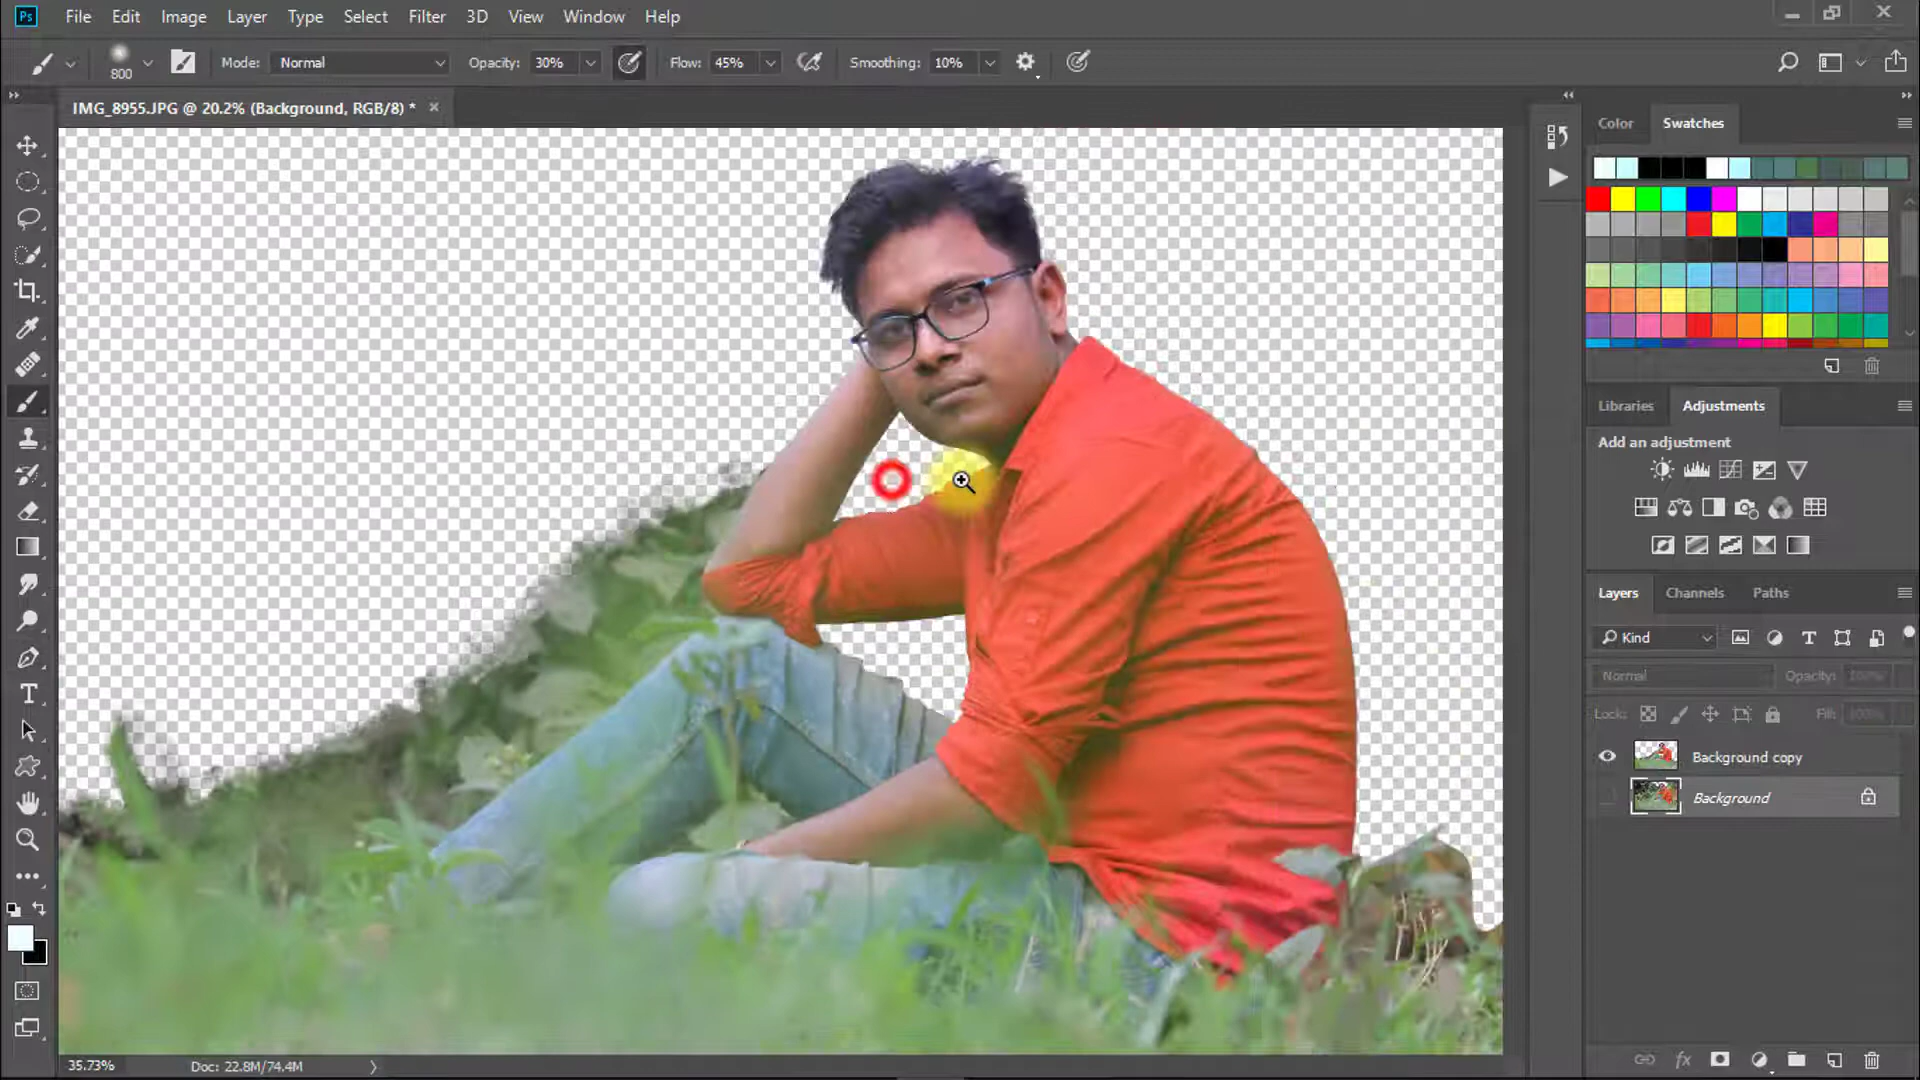 Ps File Edit Image Layer Type Select Filter 3D View Window Help
800 Mode: Normal Opacity: 30% Flow: 45% Smoothing: 10%
IMG_8955.JPG @ 20.2% (Background, RGB/8) *
Color Swatches
Libraries Adjustments
Add an adjustment
Layers Channels Paths
Kind
Normal Opacity: 100%
Lock: Fill: 100%
Background copy
Background
fx
35.73% Doc: 22.8M/74.4M